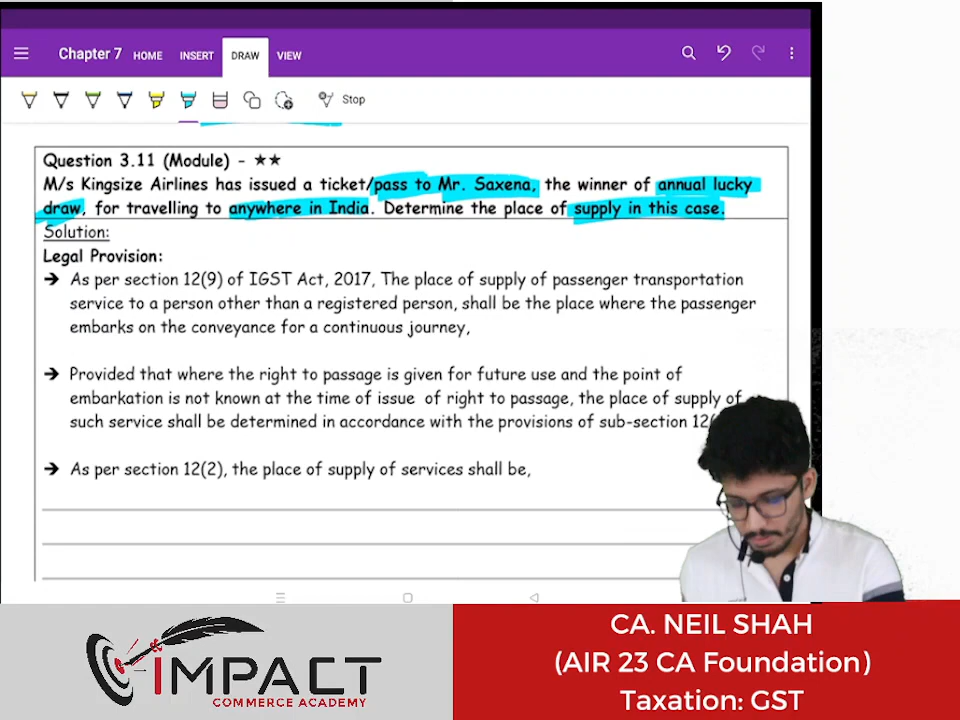 Chapter 7 HOME INSERT DRAW VIEW
Stop
Question 3.11 (Module) - ★★
M/s Kingsize Airlines has issued a ticket/pass to Mr. Saxena, the winner of annual lucky
draw, for travelling to anywhere in India. Determine the place of supply in this case.
Solution:
Legal Provision:
➔ As per section 12(9) of IGST Act, 2017, The place of supply of passenger transportation
service to a person other than a registered person, shall be the place where the passenger
embarks on the conveyance for a continuous journey,
➔ Provided that where the right to passage is given for future use and the point of
embarkation is not known at the time of issue of right to passage, the place of supply of
such service shall be determined in accordance with the provisions of sub-section
➔ As per section 12(2), the place of supply of services shall be,
IMPACT
COMMERCE ACADEMY
CA. NEIL SHAH
(AIR 23 CA Foundation)
Taxation: GST